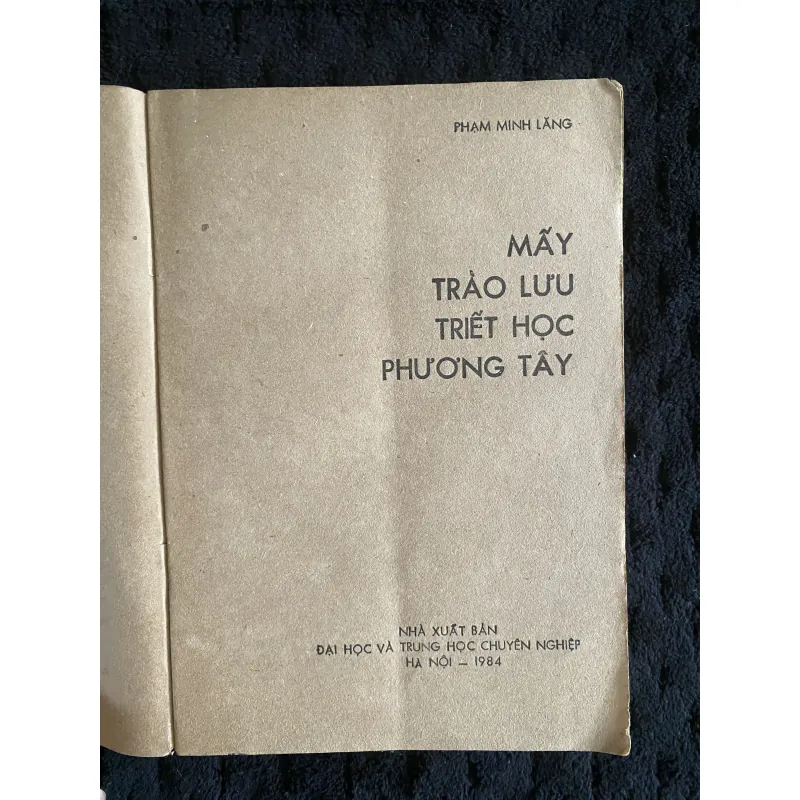 PHẠM MINH LĂNG
MẤY
TRÀO LƯU
TRIẾT HỌC
PHƯƠNG TÂY
NHÀ XUẤT BẢN
ĐẠI HỌC VÀ TRUNG HỌC CHUYÊN NGHIỆP
HÀ NỘI — 1984